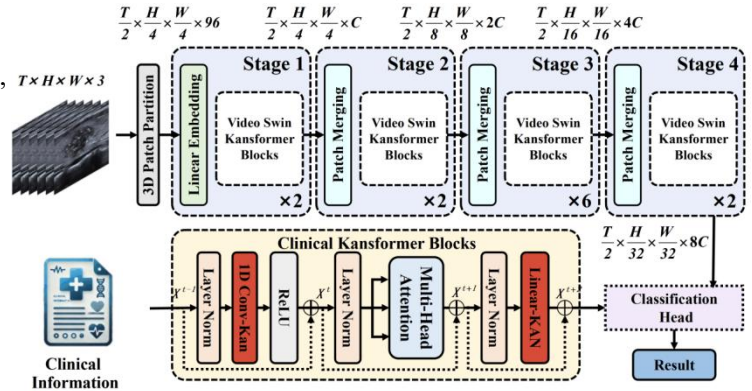 T/2 × H/4 × W/4 × 96
T/2 × H/4 × W/4 × C
T/2 × H/8 × W/8 × 2C
T/2 × H/16 × W/16 × 4C
,
T × H × W × 3
3D Patch Partition
Linear Embedding
Stage 1
Video Swin
Kansformer
Blocks
×2
Patch Merging
Stage 2
Video Swin
Kansformer
Blocks
×2
Patch Merging
Stage 3
Video Swin
Kansformer
Blocks
×6
Patch Merging
Stage 4
Video Swin
Kansformer
Blocks
×2
T/2 × H/32 × W/32 × 8C
Clinical Kansformer Blocks
X^{t-1}
Layer Norm
1D Conv-Kan
ReLU
X^t
Layer Norm
Multi-Head
Attention
X^{t+1}
Layer Norm
Linear-KAN
X^{t+2}
Classification
Head
Result
Clinical
Information